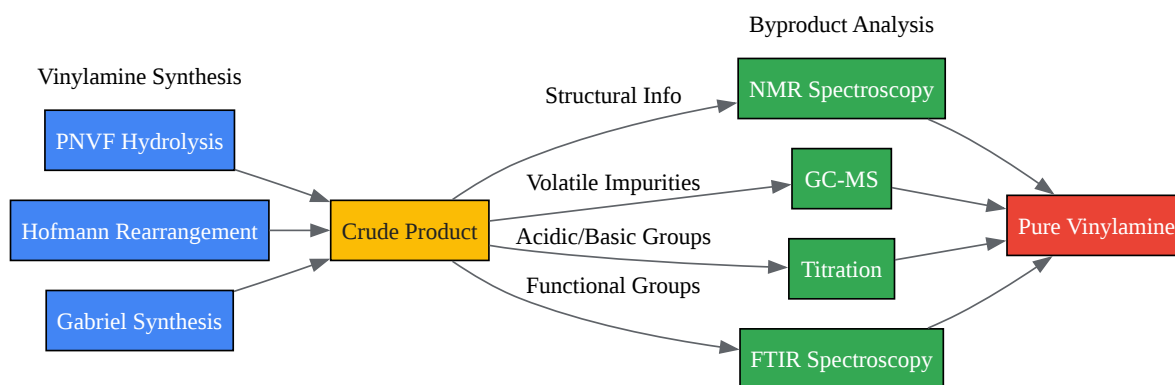 Vinylamine Synthesis
PNVF Hydrolysis
Hofmann Rearrangement
Gabriel Synthesis
Crude Product
Structural Info
Volatile Impurities
Acidic/Basic Groups
Functional Groups
Byproduct Analysis
NMR Spectroscopy
GC-MS
Titration
FTIR Spectroscopy
Pure Vinylamine